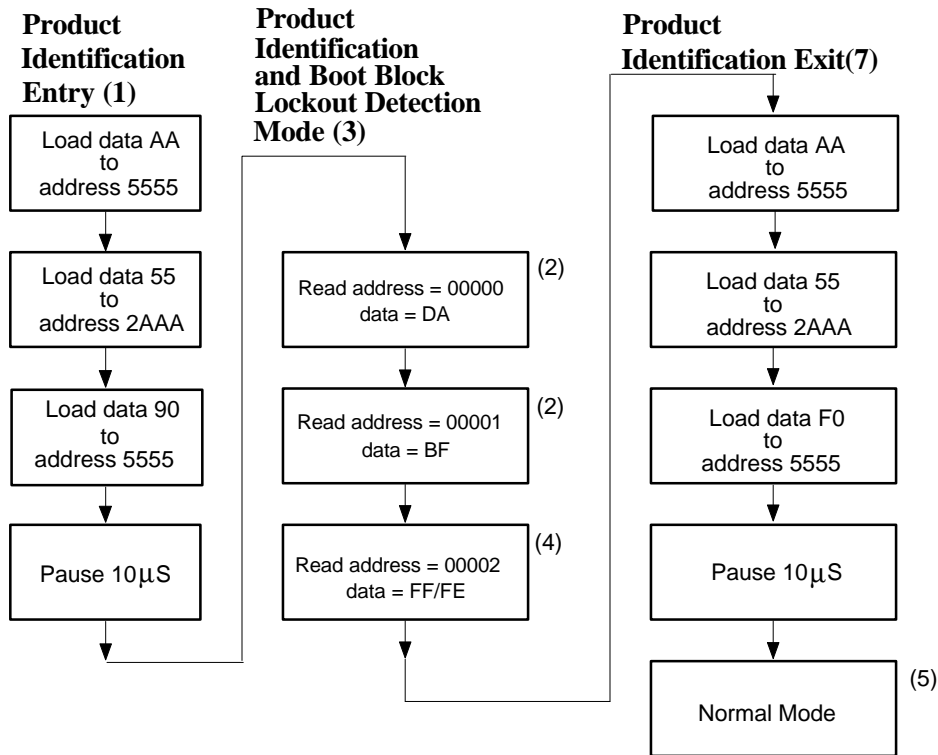 Product
Identification
Entry (1)
Load data AA
to
address 5555
Load data 55
to
address 2AAA
Load data 90
to
address 5555
Pause 10μS
Product
Identification
and Boot Block
Lockout Detection
Mode (3)
(2)
Read address = 00000
data = DA
(2)
Read address = 00001
data = BF
(4)
Read address = 00002
data = FF/FE
Product
Identification Exit(7)
Load data AA
to
address 5555
Load data 55
to
address 2AAA
Load data F0
to
address 5555
Pause 10μS
(5)
Normal Mode